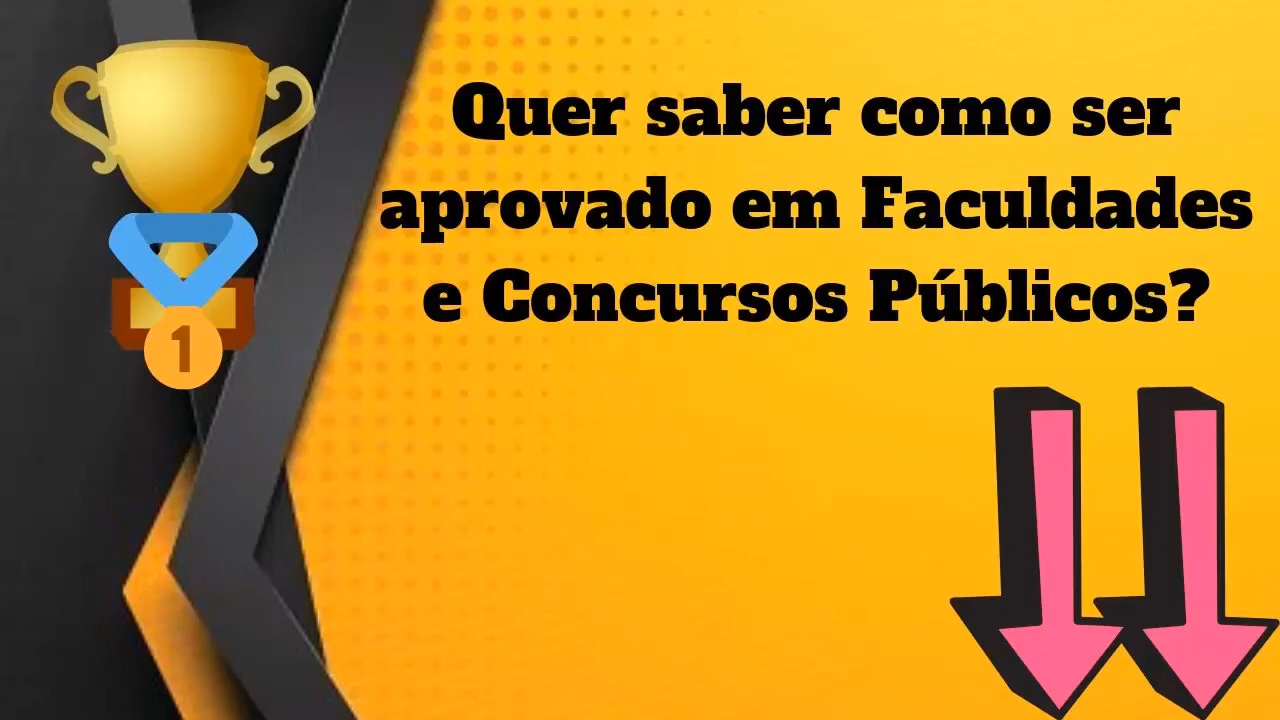 Quer saber como ser
aprovado em Faculdades
e Concursos Públicos?
1